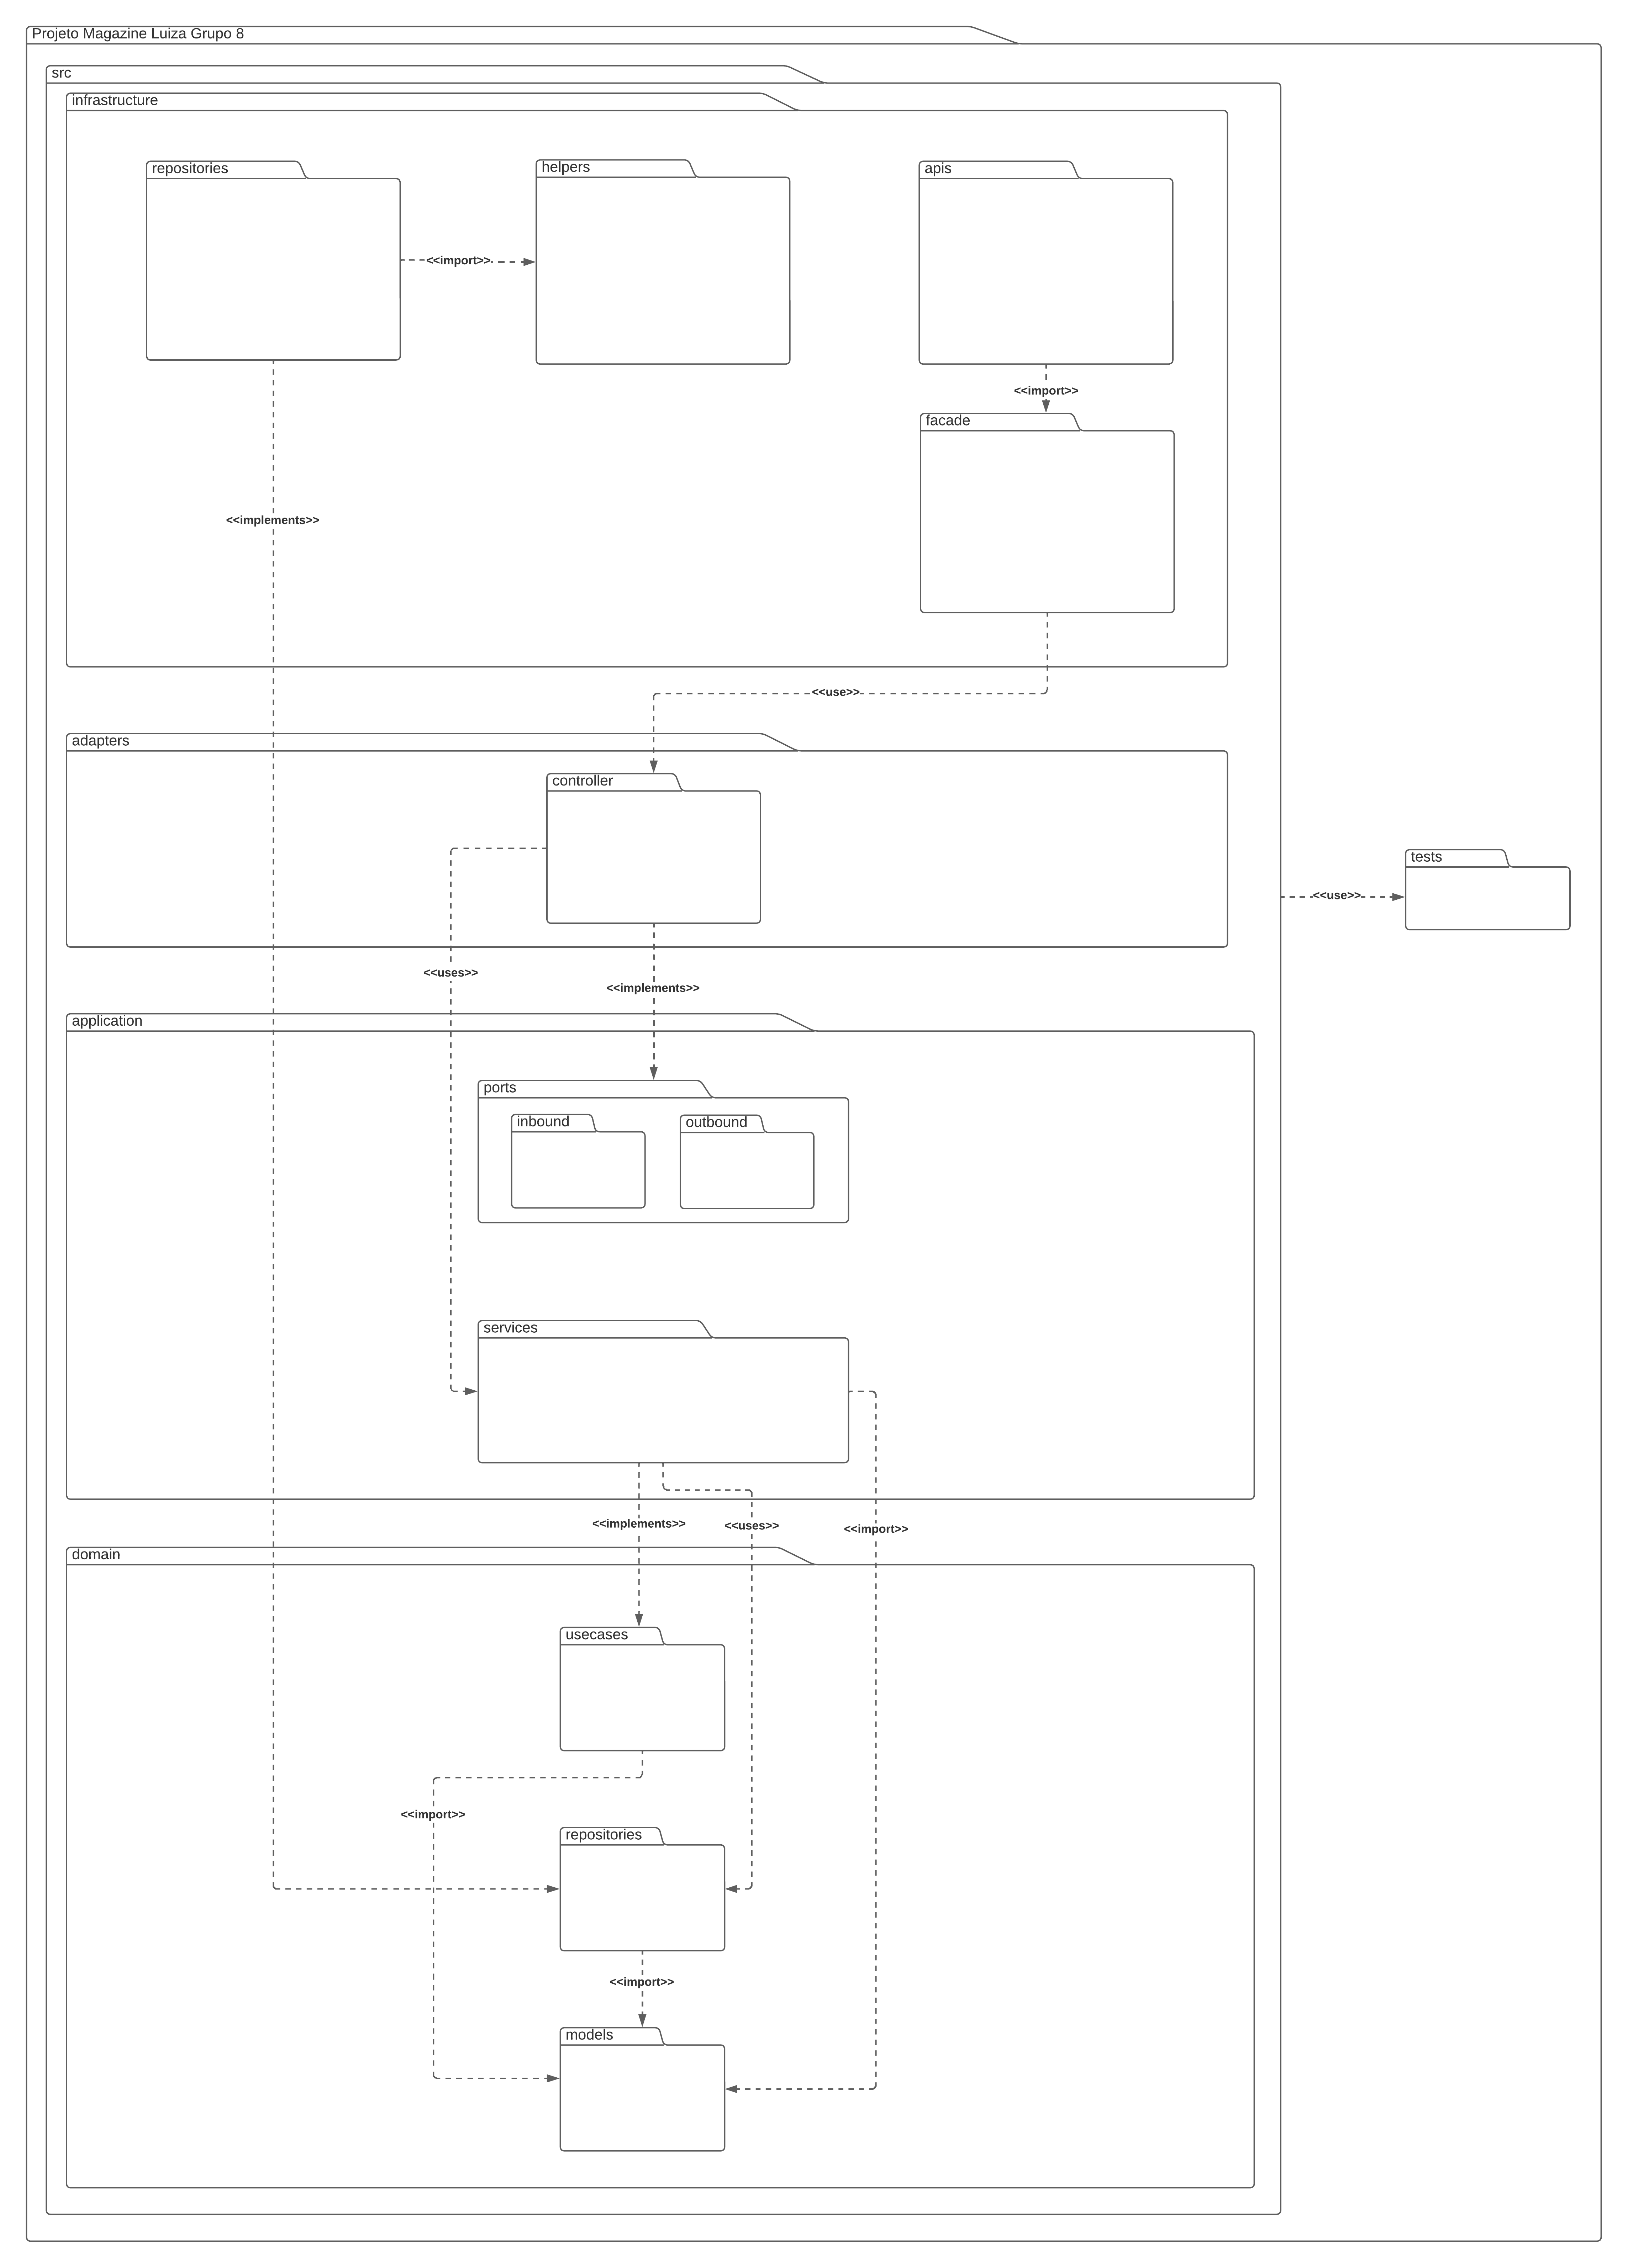 Projeto Magazine Luiza Grupo 8
src
infrastructure
repositories
helpers
apis
<<import>>
<<import>>
facade
<<implements>>
<<use>>
adapters
controller
tests
<<use>>
<<uses>>
<<implements>>
application
ports
inbound
outbound
services
<<implements>>
<<uses>>
<<import>>
domain
usecases
<<import>>
repositories
<<import>>
models